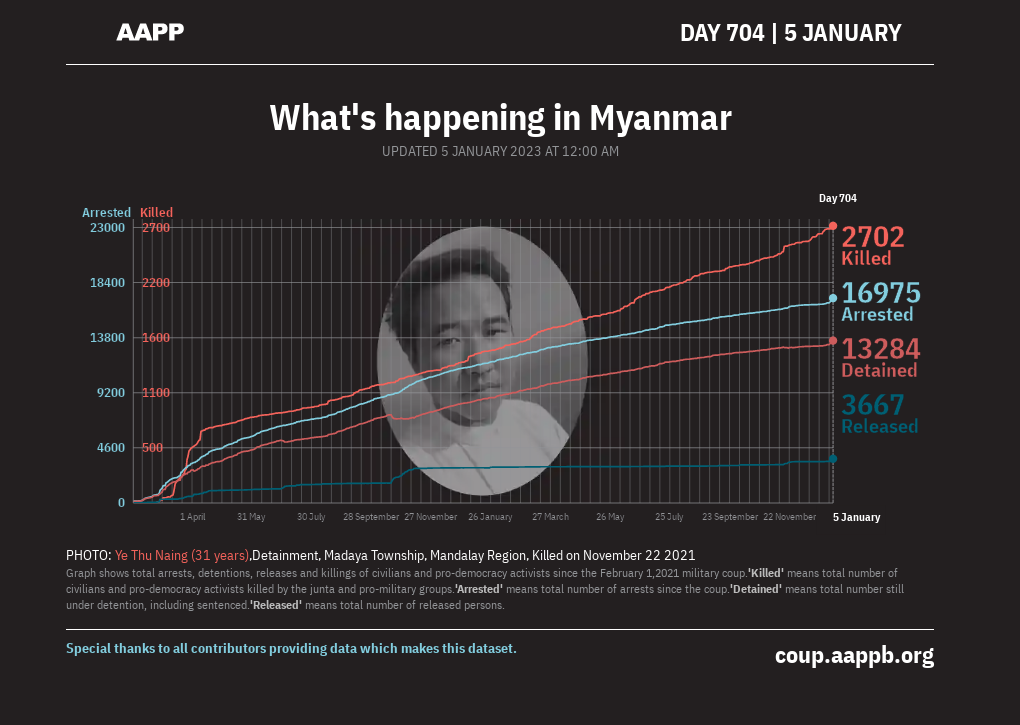 AAPP
DAY 704 | 5 JANUARY
What's happening in Myanmar
UPDATED 5 JANUARY 2023 AT 12:00 AM
Day 704
Arrested Killed
23000 2700
18400 2200
13800 1600
9200 1100
4600 500
0
2702
Killed
16975
Arrested
13284
Detained
3667
Released
1 April 31 May 30 July 28 September 27 November 26 January 27 March 26 May 25 July 23 September 22 November 5 January
PHOTO: Ye Thu Naing (31 years),Detainment, Madaya Township, Mandalay Region, Killed on November 22 2021
Graph shows total arrests, detentions, releases and killings of civilians and pro-democracy activists since the February 1,2021 military coup.'Killed' means total number of
civilians and pro-democracy activists killed by the junta and pro-military groups.'Arrested' means total number of arrests since the coup.'Detained' means total number still
under detention, including sentenced.'Released' means total number of released persons.
Special thanks to all contributors providing data which makes this dataset.
coup.aappb.org